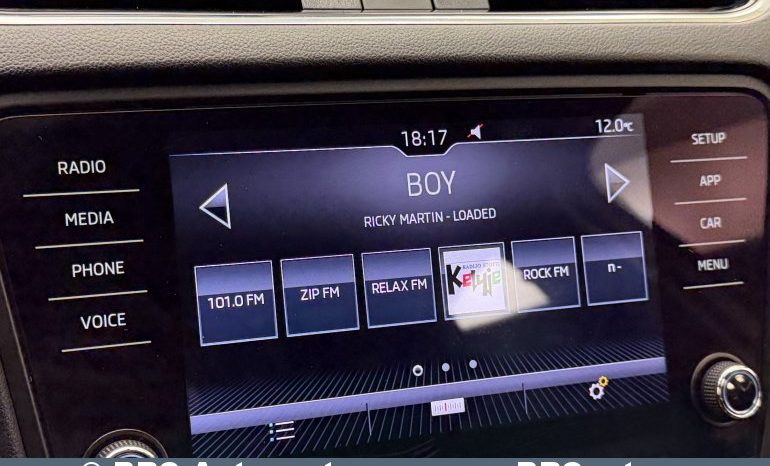 18:17
12.0°C
RADIO
MEDIA
PHONE
VOICE
BOY
RICKY MARTIN - LOADED
101.0 FM
ZIP FM
RELAX FM
Kelyje
ROCK FM
n-
SETUP
APP
CAR
MENU